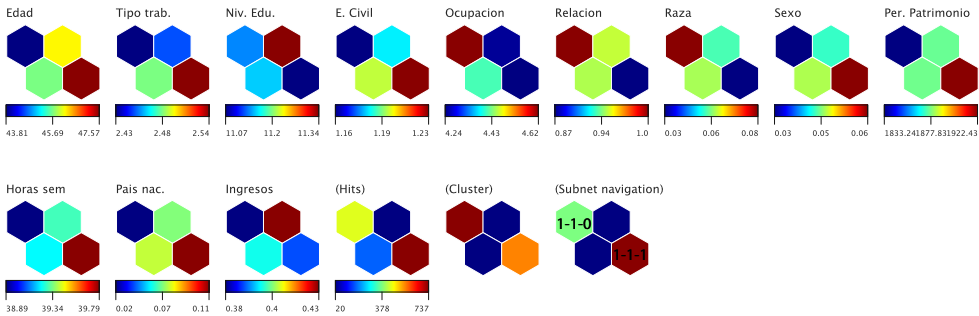 Edad Tipo trab. Niv. Edu. E. Civil Ocupacion Relacion Raza Sexo Per. Patrimonio
43.81 45.69 47.57 2.43 2.48 2.54 11.07 11.2 11.34 1.16 1.19 1.23 4.24 4.43 4.62 0.87 0.94 1.0 0.03 0.06 0.08 0.03 0.05 0.06 1833.24 1877.83 1922.43
Horas sem Pais nac. Ingresos (Hits) (Cluster) (Subnet navigation)
1-1-0
1-1-1
38.89 39.34 39.79 0.02 0.07 0.11 0.38 0.4 0.43 20 378 737